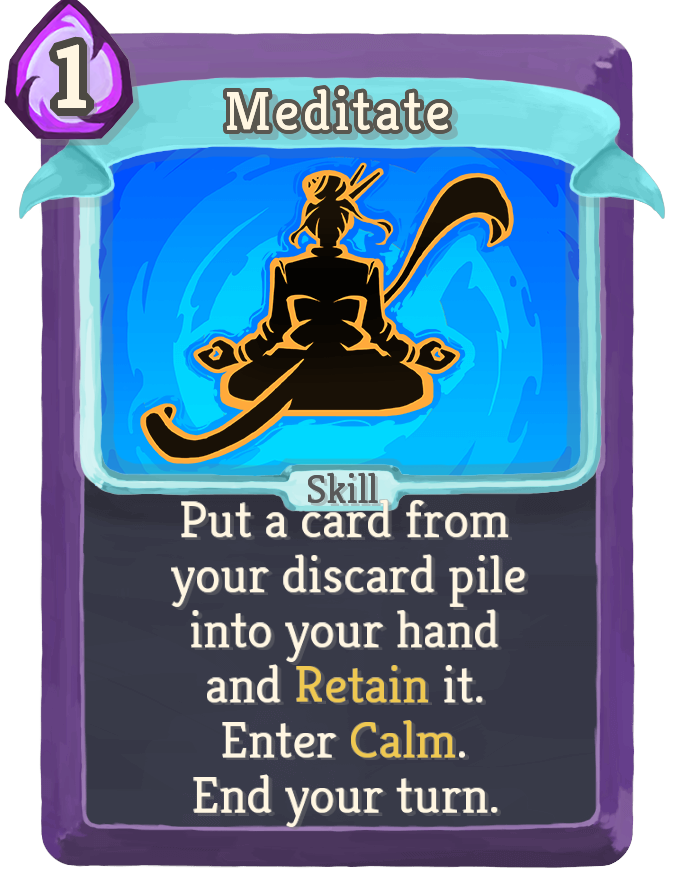 1
Meditate
Skill
Put a card from
your discard pile
into your hand
and Retain it.
Enter Calm.
End your turn.